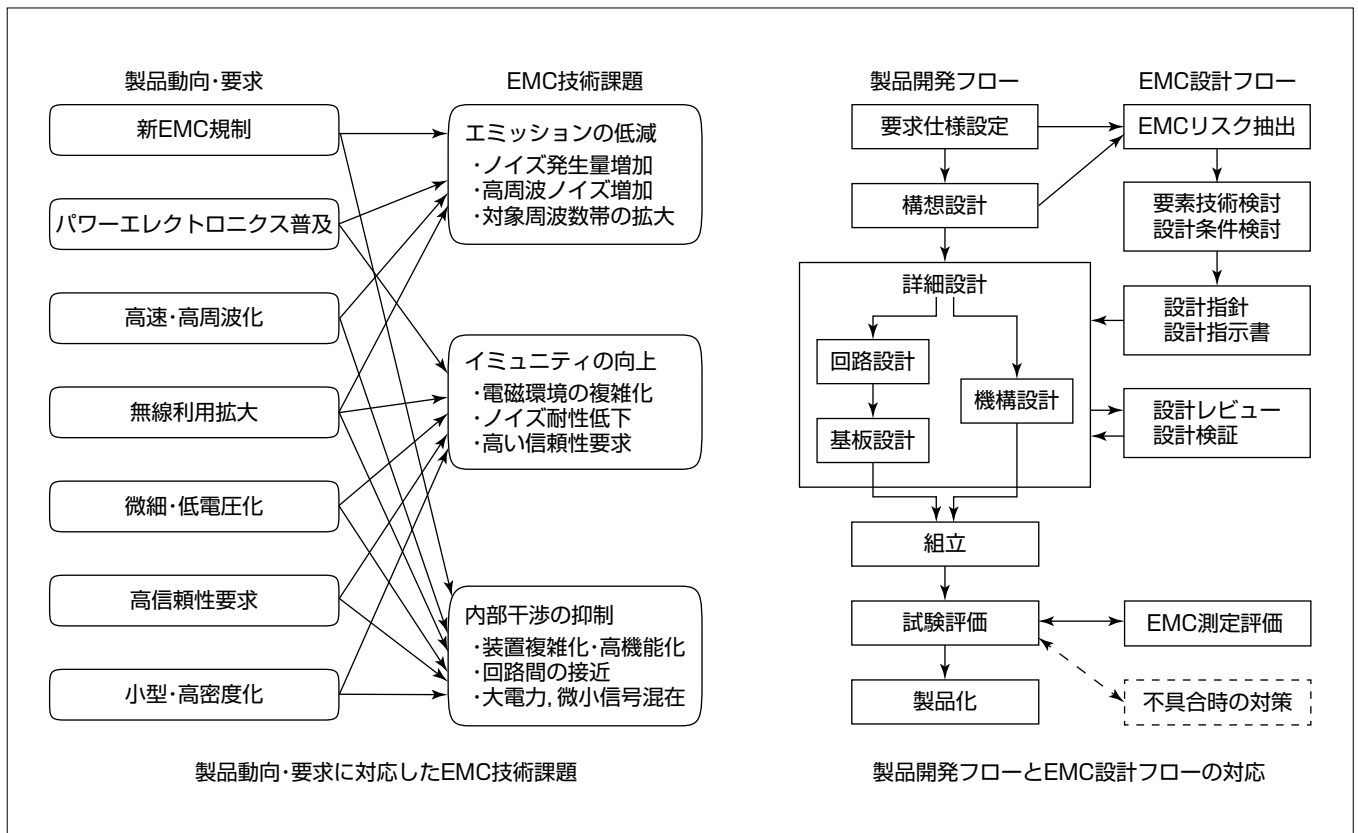 製品動向・要求
EMC技術課題
新EMC規制
パワーエレクトロニクス普及
高速・高周波化
無線利用拡大
微細・低電圧化
高信頼性要求
小型・高密度化
エミッションの低減
・ノイズ発生量増加
・高周波ノイズ増加
・対象周波数帯の拡大
イミュニティの向上
・電磁環境の複雑化
・ノイズ耐性低下
・高い信頼性要求
内部干渉の抑制
・装置複雑化・高機能化
・回路間の接近
・大電力, 微小信号混在
製品動向・要求に対応したEMC技術課題
製品開発フロー
EMC設計フロー
要求仕様設定
構想設計
詳細設計
回路設計
基板設計
機構設計
組立
試験評価
製品化
EMCリスク抽出
要素技術検討
設計条件検討
設計指針
設計指示書
設計レビュー
設計検証
EMC測定評価
不具合時の対策
製品開発フローとEMC設計フローの対応